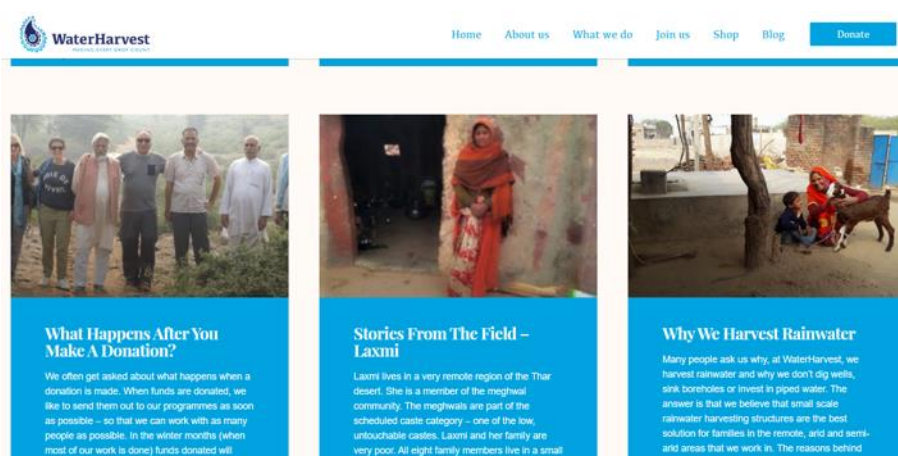 WaterHarvest
MAKING EVERY DROP COUNT
Home About us What we do Join us Shop Blog Donate
What Happens After You
Make A Donation?
We often get asked about what happens when a
donation is made. When funds are donated, we
like to send them out to our programmes as soon
as possible – so that we can work with as many
people as possible. In the winter months (when
most of our work is done) funds donated will
Stories From The Field –
Laxmi
Laxmi lives in a very remote region of the Thar
desert. She is a member of the meghwal
community. The meghwals are part of the
scheduled caste category – one of the low,
untouchable castes. Laxmi and her family are
very poor. All eight family members live in a small
Why We Harvest Rainwater
Many people ask us why, at WaterHarvest, we
harvest rainwater and why we don't dig wells,
sink boreholes or invest in piped water. The
answer is that we believe that small scale
rainwater harvesting structures are the best
solution for families in the remote, arid and semi-
arid areas that we work in. The reasons behind